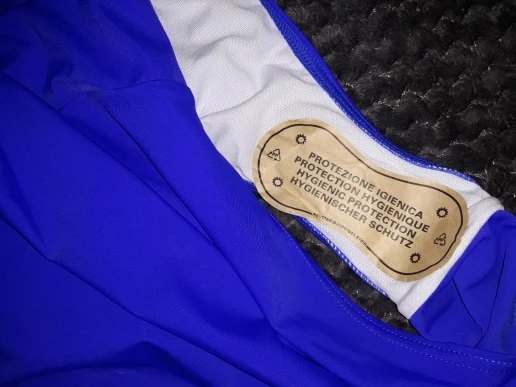 PROTEZIONE IGIENICA
PROTECTION HYGIENIQUE
HYGIENIC PROTECTION
HYGIENISCHER SCHUTZ